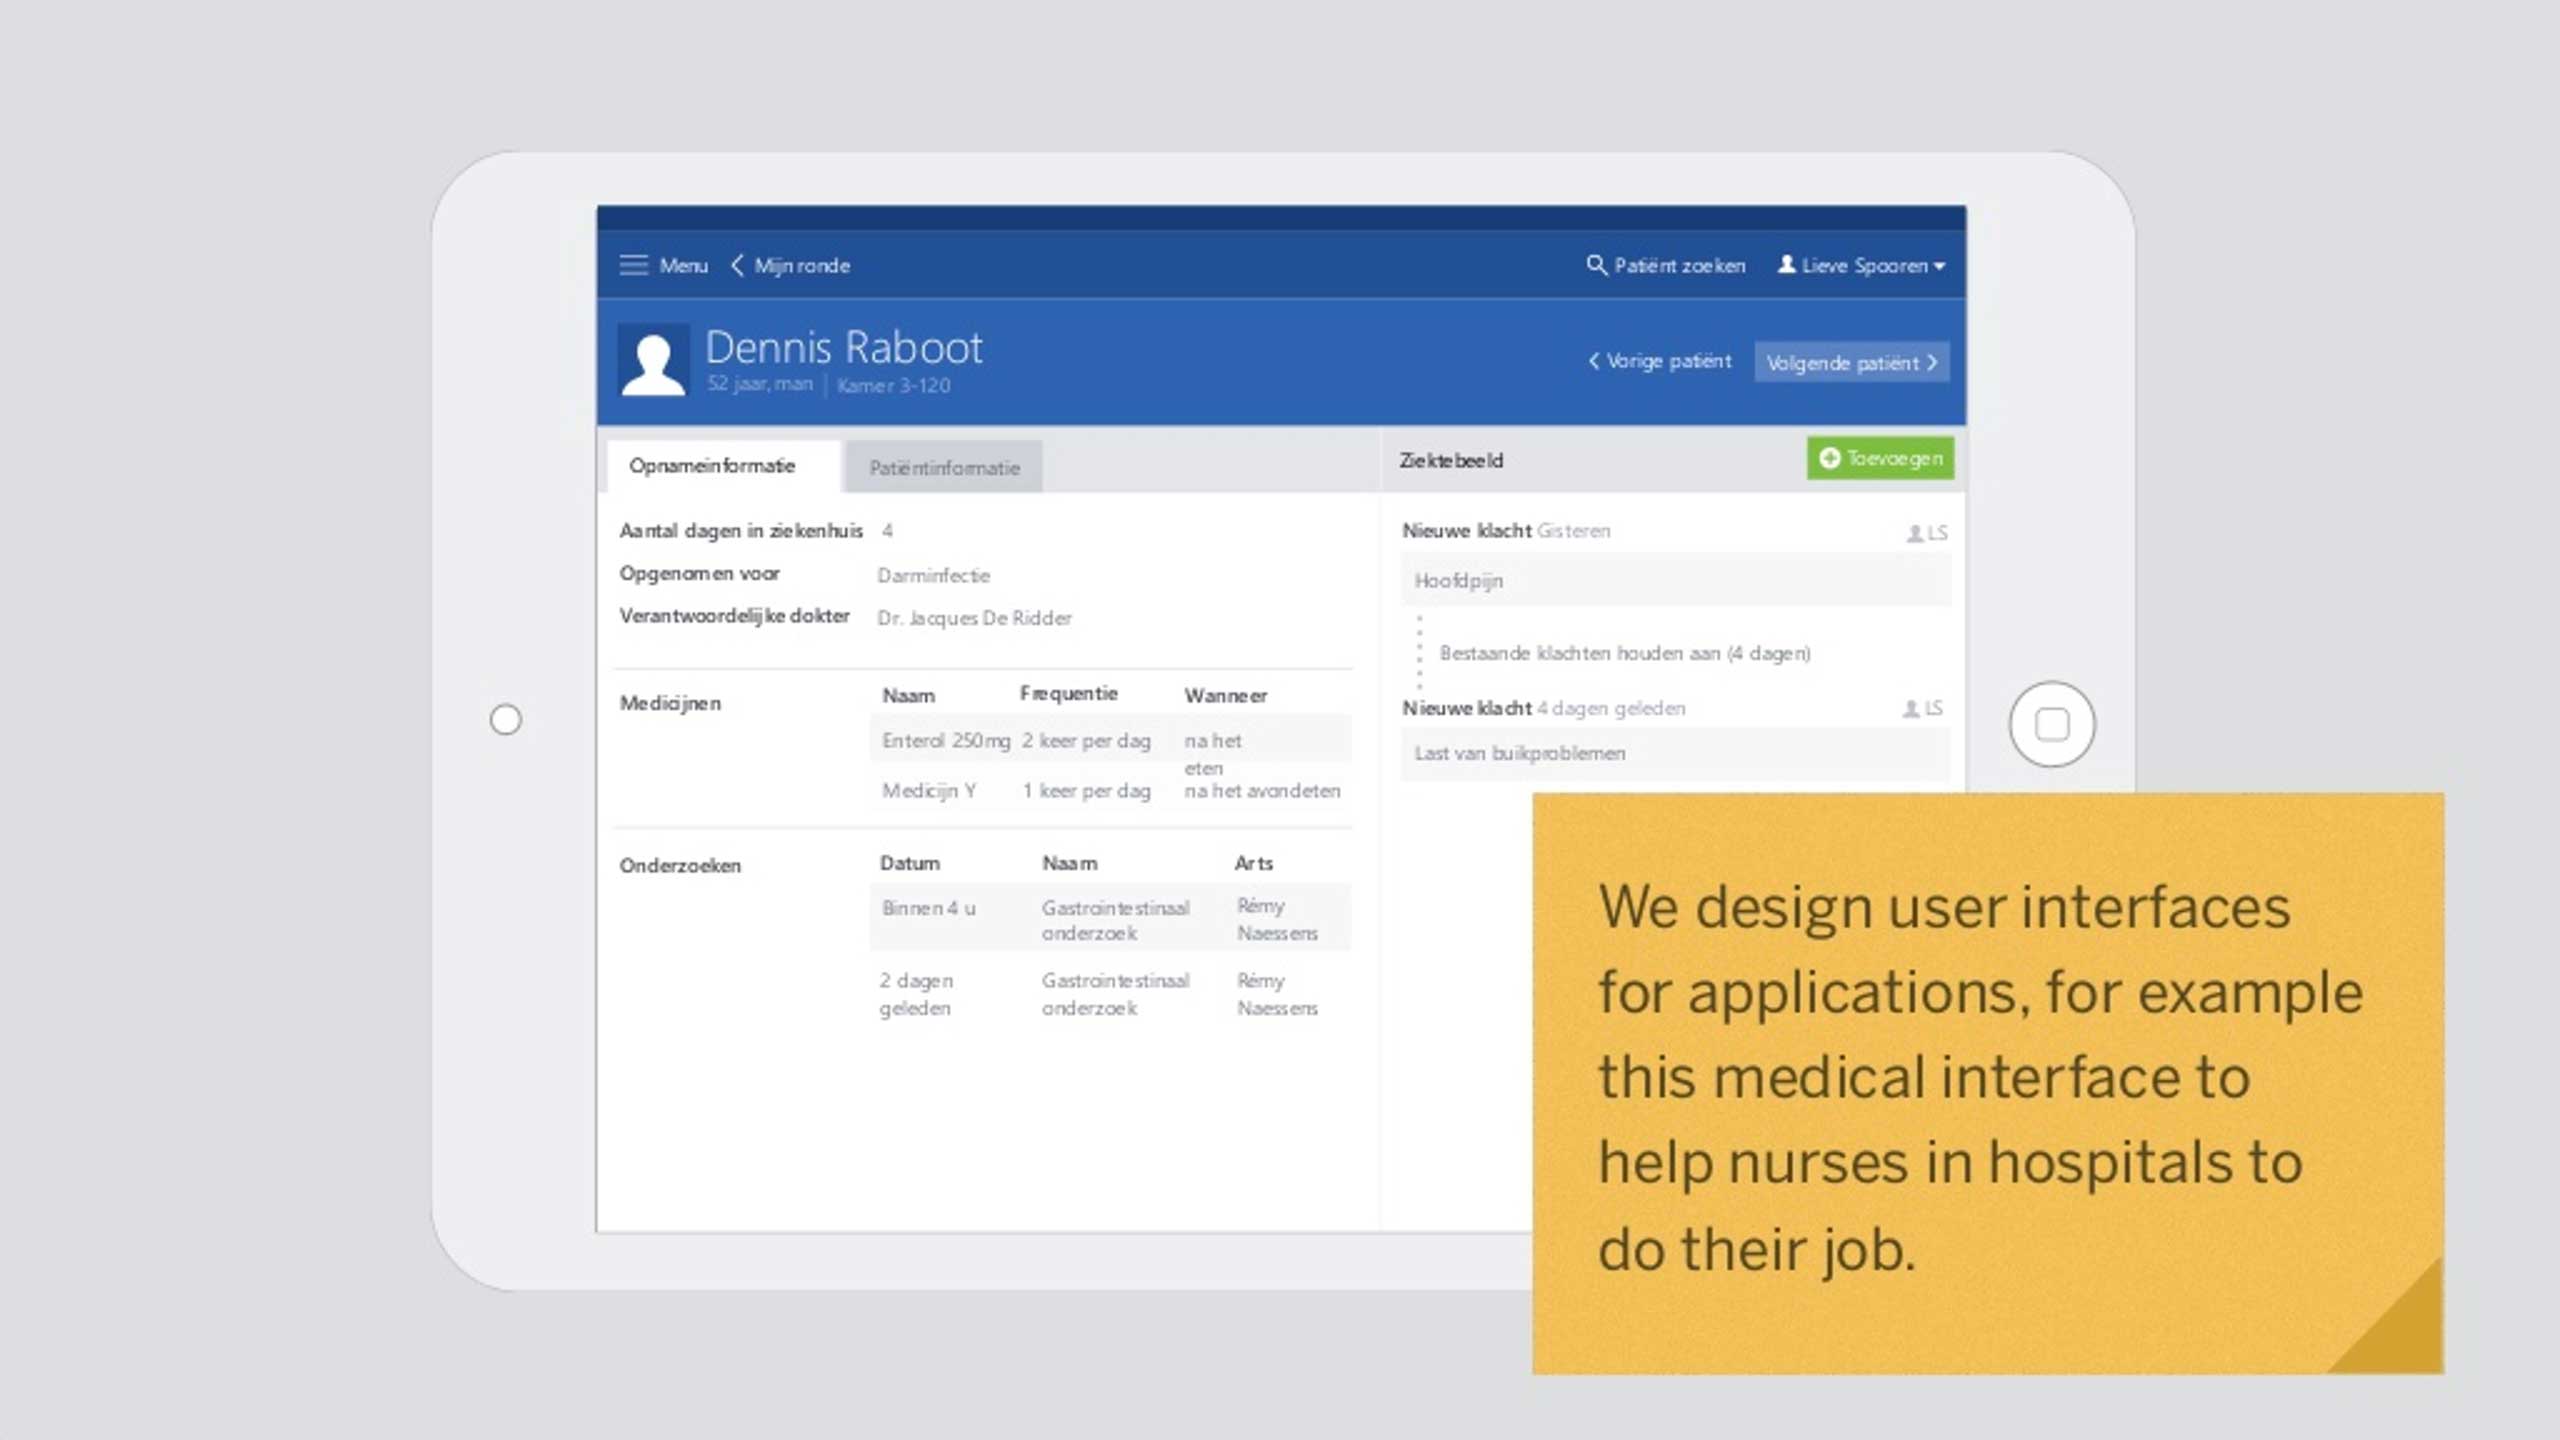 Menu Mijn ronde Patiënt zoeken Lieve Spooren
Dennis Raboot
52 jaar, man | Kamer 3-120
Vorige patiënt Volgende patiënt
Opnameinformatie Patiëntinformatie
Aantal dagen in ziekenhuis 4
Opgenomen voor Darminfectie
Verantwoordelijke dokter Dr. Jacques De Ridder
Medicijnen Naam Frequentie Wanneer
Enterol 250mg 2 keer per dag na het
eten
Medicijn Y 1 keer per dag na het avondeten
Onderzoeken Datum Naam Arts
Binnen 4 u Gastrointestinaal Rémy
onderzoek Naessens
2 dagen Gastrointestinaal Rémy
geleden onderzoek Naessens
Ziektebeeld Toevoegen
Nieuwe klacht Gisteren LS
Hoofdpijn
Bestaande klachten houden aan (4 dagen)
Nieuwe klacht 4 dagen geleden LS
Last van buikproblemen
We design user interfaces
for applications, for example
this medical interface to
help nurses in hospitals to
do their job.